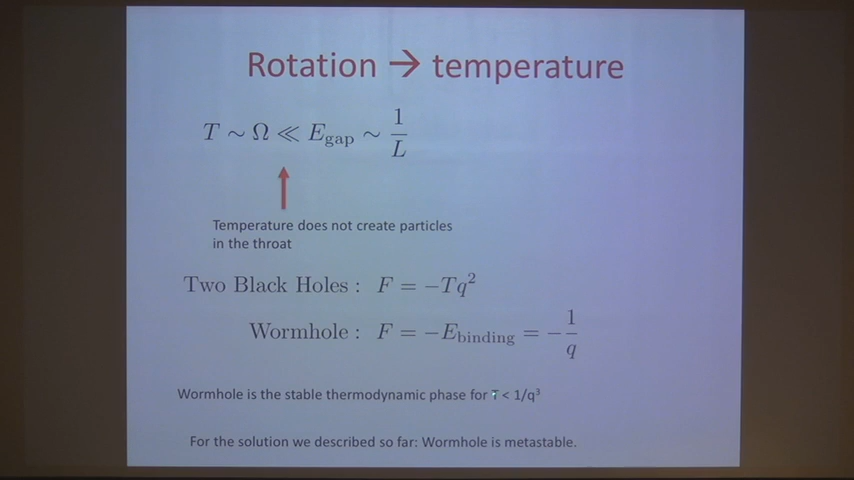 Rotation → temperature
T ∼ Ω ≪ E_gap ∼ 1/L
Temperature does not create particles
in the throat
Two Black Holes : F = −Tq²
Wormhole : F = −E_binding = −1/q
Wormhole is the stable thermodynamic phase for T < 1/q³
For the solution we described so far: Wormhole is metastable.